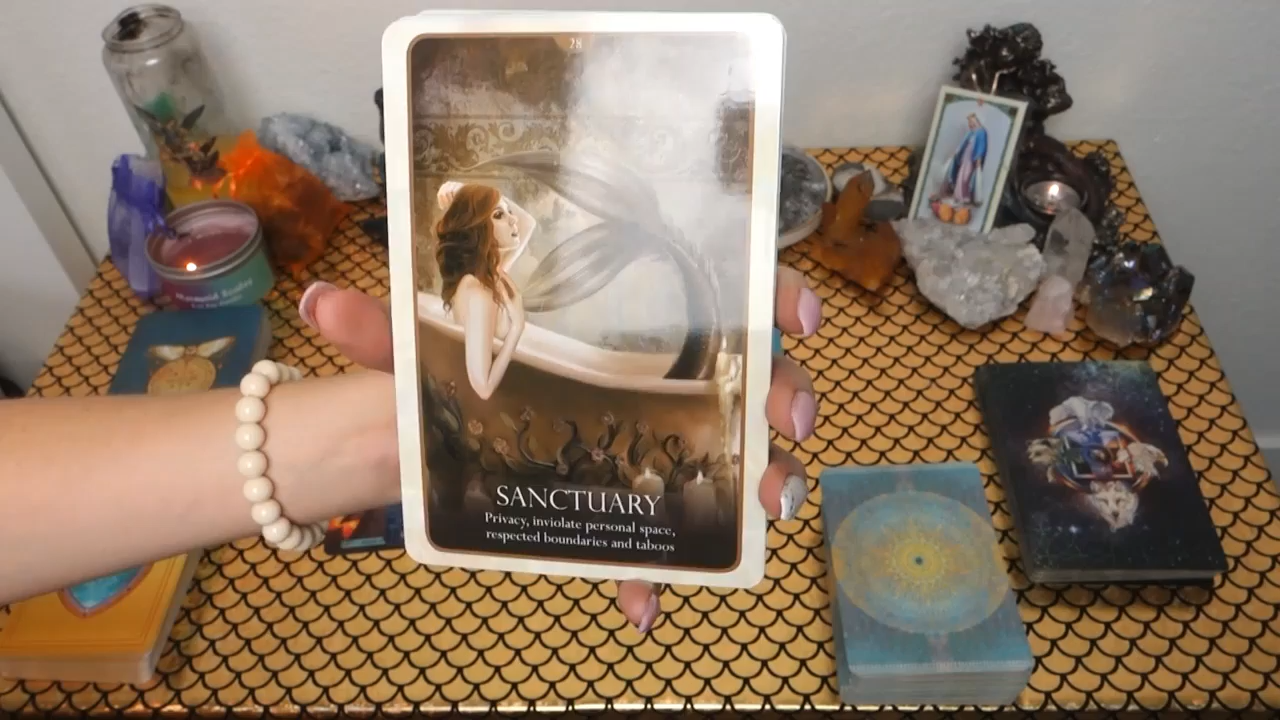 28
SANCTUARY
Privacy, inviolate personal space,
respected boundaries and taboos